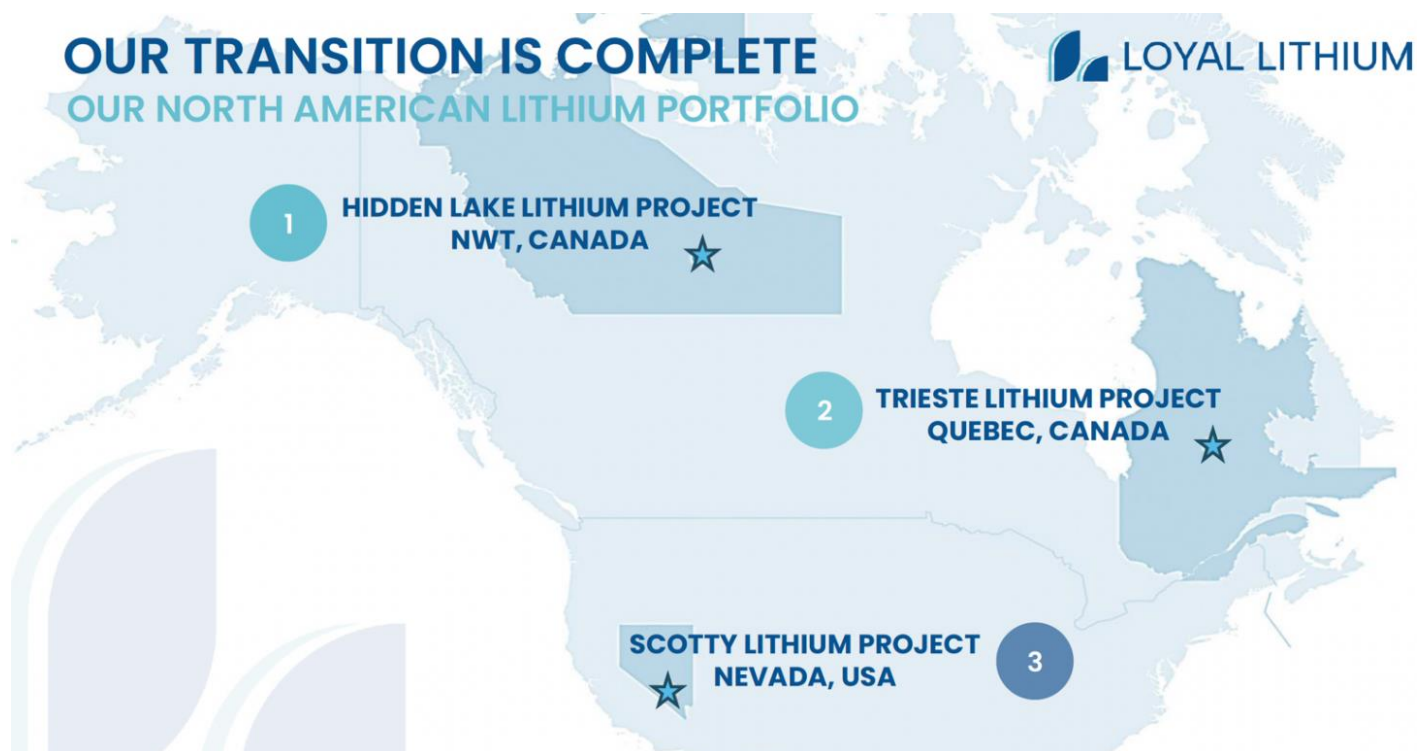 OUR TRANSITION IS COMPLETE
OUR NORTH AMERICAN LITHIUM PORTFOLIO
LOYAL LITHIUM
1
HIDDEN LAKE LITHIUM PROJECT
NWT, CANADA
2
TRIESTE LITHIUM PROJECT
QUEBEC, CANADA
SCOTTY LITHIUM PROJECT
NEVADA, USA
3